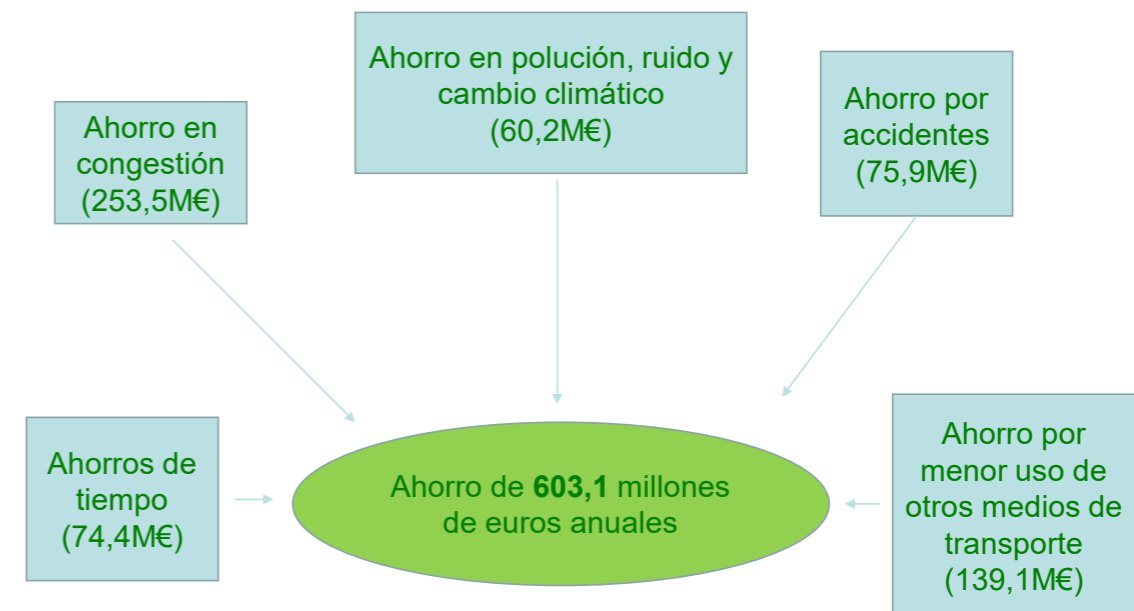 Ahorro en polución, ruido y
cambio climático
(60,2M€)
Ahorro en
congestión
(253,5M€)
Ahorro por
accidentes
(75,9M€)
Ahorros de
tiempo
(74,4M€)
Ahorro de 603,1 millones
de euros anuales
Ahorro por
menor uso de
otros medios de
transporte
(139,1M€)